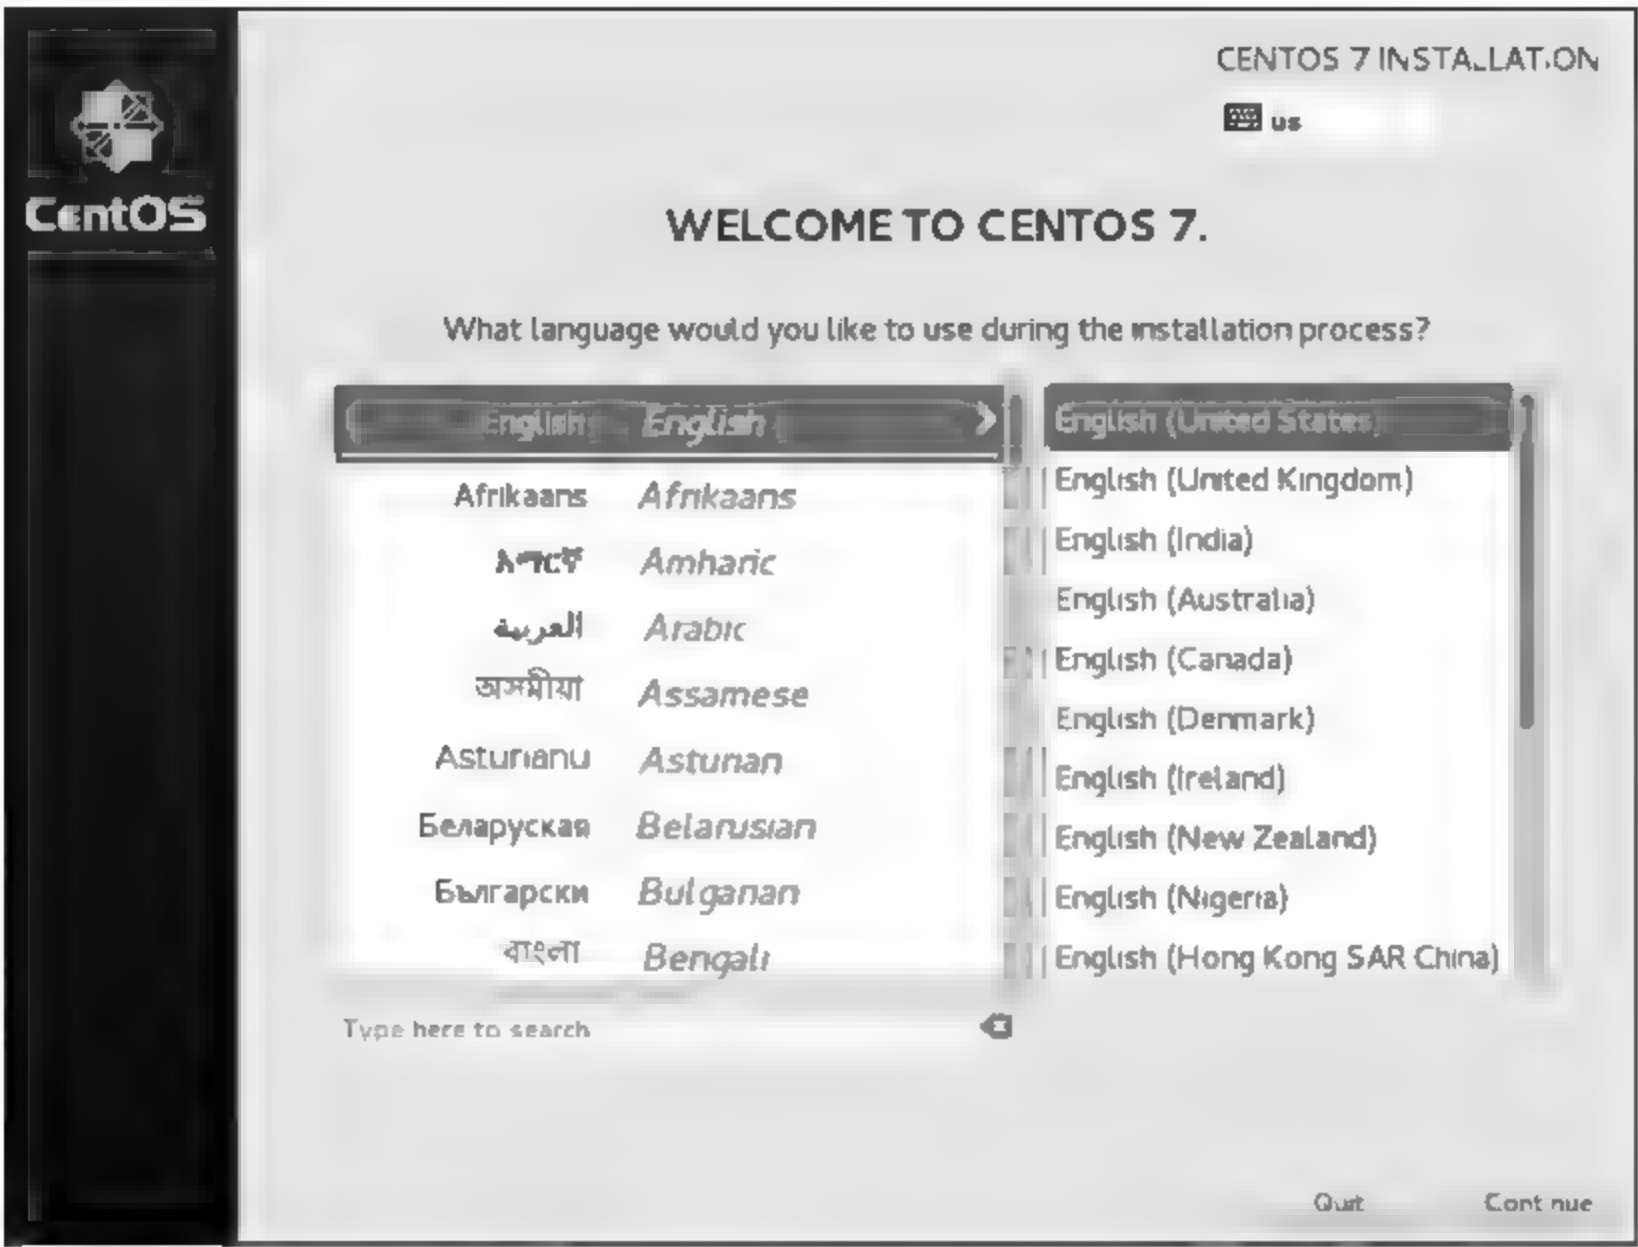 CentOS
CENTOS 7 INSTALLATION
us
WELCOME TO CENTOS 7.
What language would you like to use during the installation process?
English English
Afrikaans Afrikaans
አማርኛ Amharic
العربية Arabic
অসমীয়া Assamese
Asturianu Asturian
Беларуская Belarusian
Български Bulgarian
বাংলা Bengali
English (United States)
English (United Kingdom)
English (India)
English (Australia)
English (Canada)
English (Denmark)
English (Ireland)
English (New Zealand)
English (Nigeria)
English (Hong Kong SAR China)
Type here to search
Quit Continue